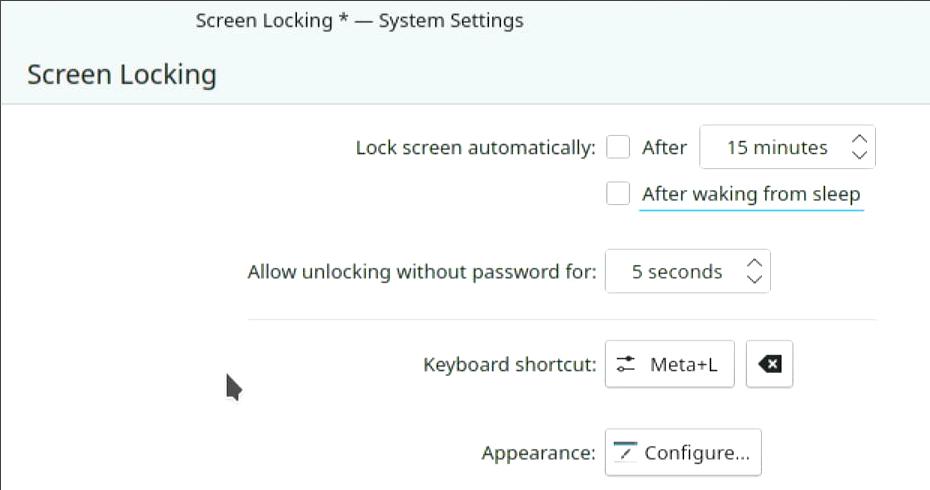 Screen Locking * — System Settings
Screen Locking
Lock screen automatically: After 15 minutes
After waking from sleep
Allow unlocking without password for: 5 seconds
Keyboard shortcut: Meta+L
Appearance: Configure...